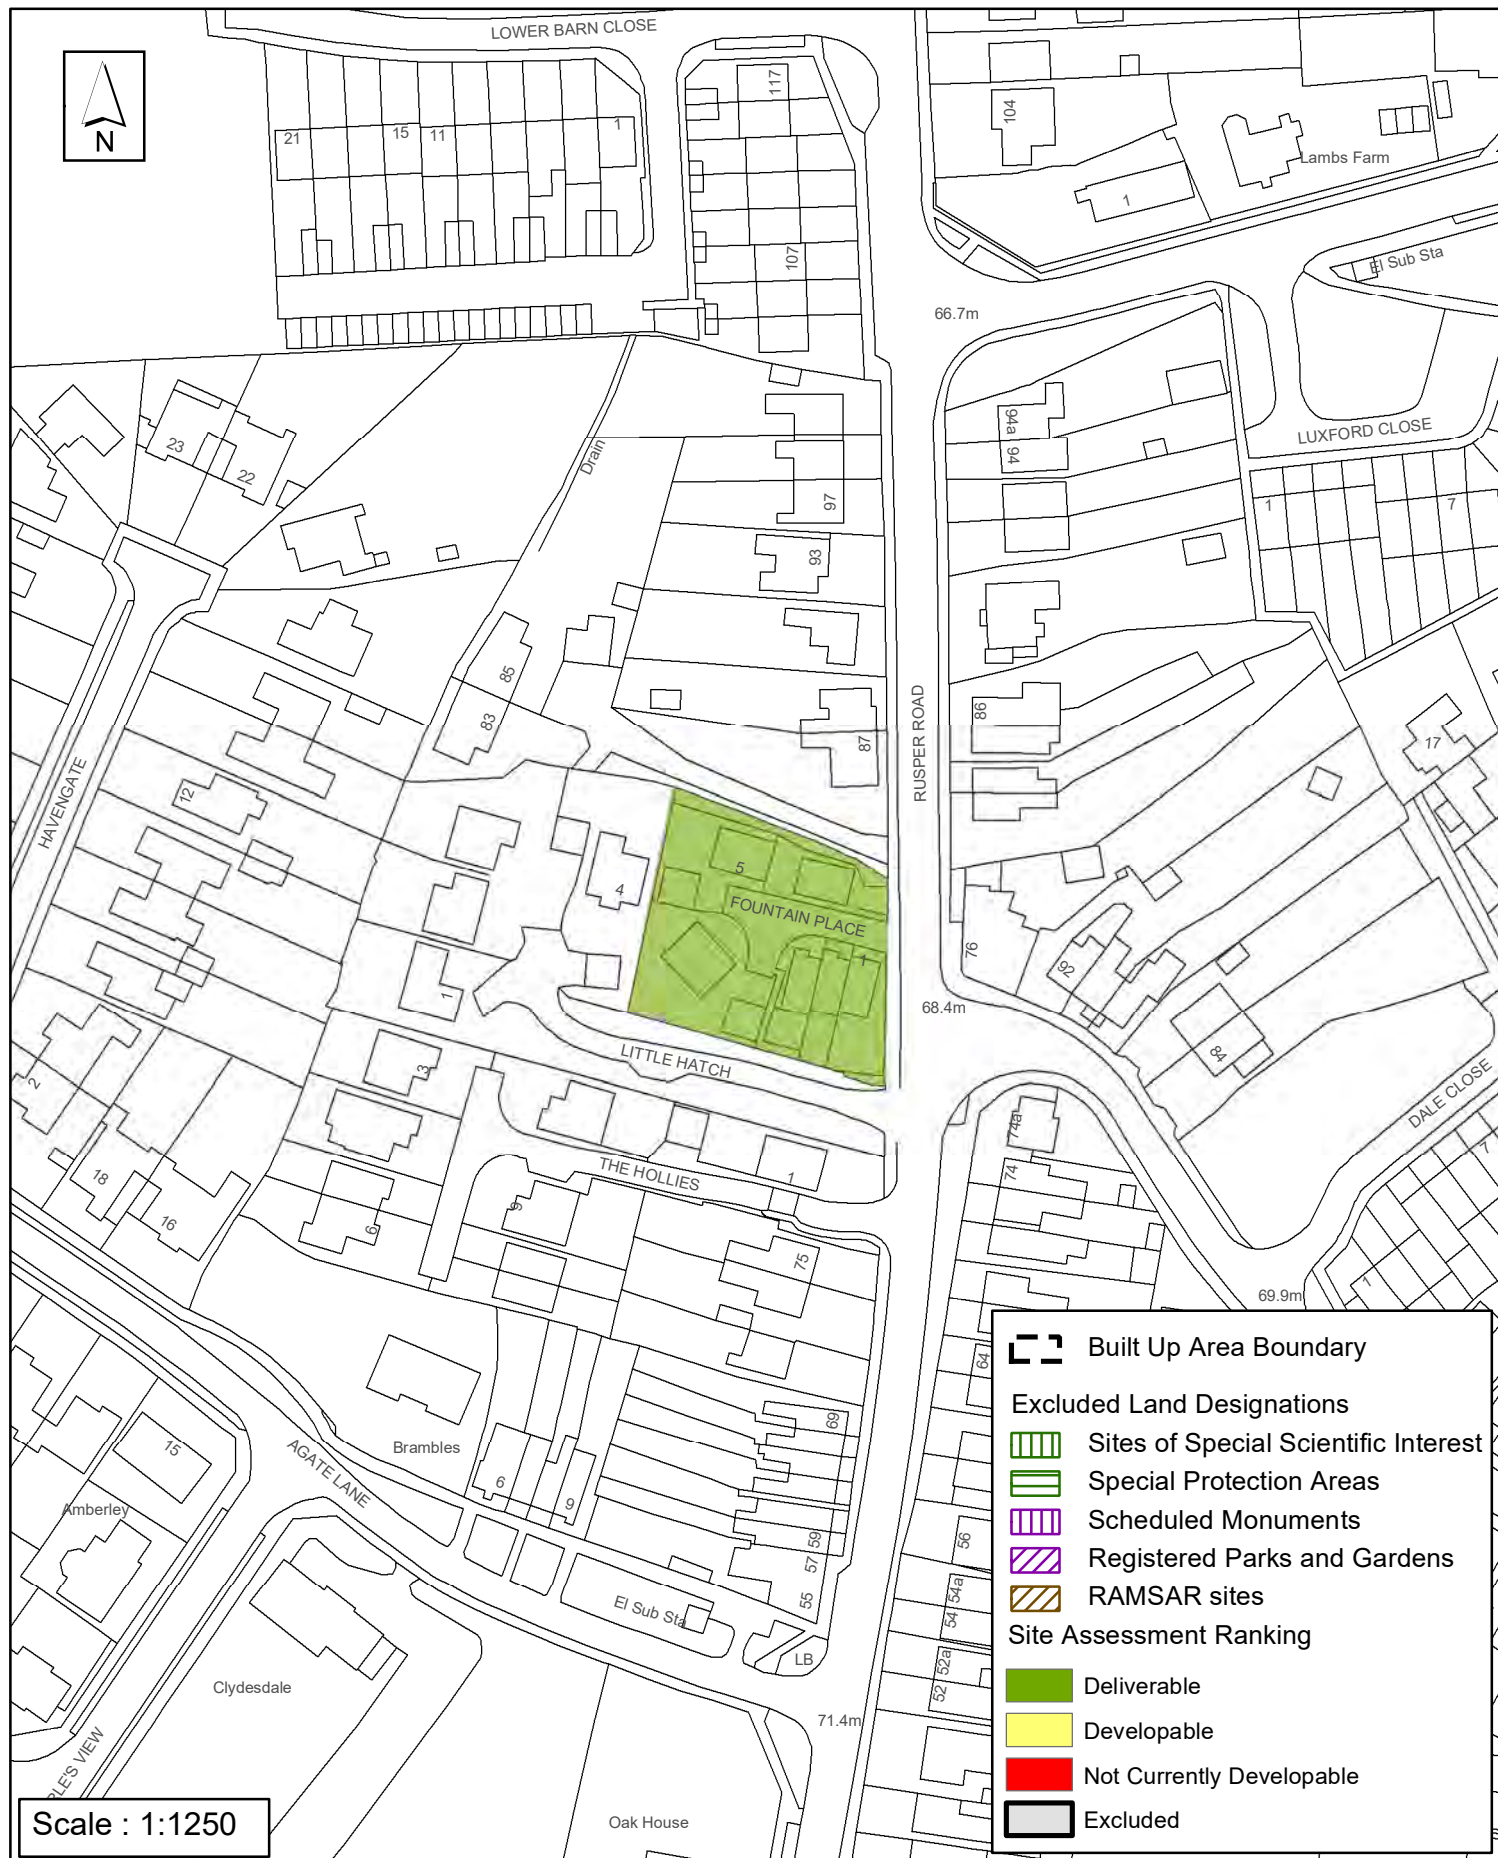 LOWER BARN CLOSE
N
117
21
15
11
1
104
Lambs Farm
1
El Sub Sta
107
66.7m
94a
94
LUXFORD CLOSE
23
22
Drain
97
1
7
93
85
83
86
87
RUSPER ROAD
17
HAVENGATE
12
5
4
FOUNTAIN PLACE
1
76
92
1
68.4m
84
LITTLE HATCH
3
2
DALE CLOSE
74a
7
THE HOLLIES
1
74
18
16
6
9
75
69.9m
1
64
69
Brambles
AGATE LANE
15
6
9
Amberley
59
57
55
56
54a
54
El Sub Sta
LB
52a
52
Clydesdale
71.4m
RLE'S VIEW
Oak House
Scale : 1:1250
Built Up Area Boundary
Excluded Land Designations
Sites of Special Scientific Interest
Special Protection Areas
Scheduled Monuments
Registered Parks and Gardens
RAMSAR sites
Site Assessment Ranking
Deliverable
Developable
Not Currently Developable
Excluded